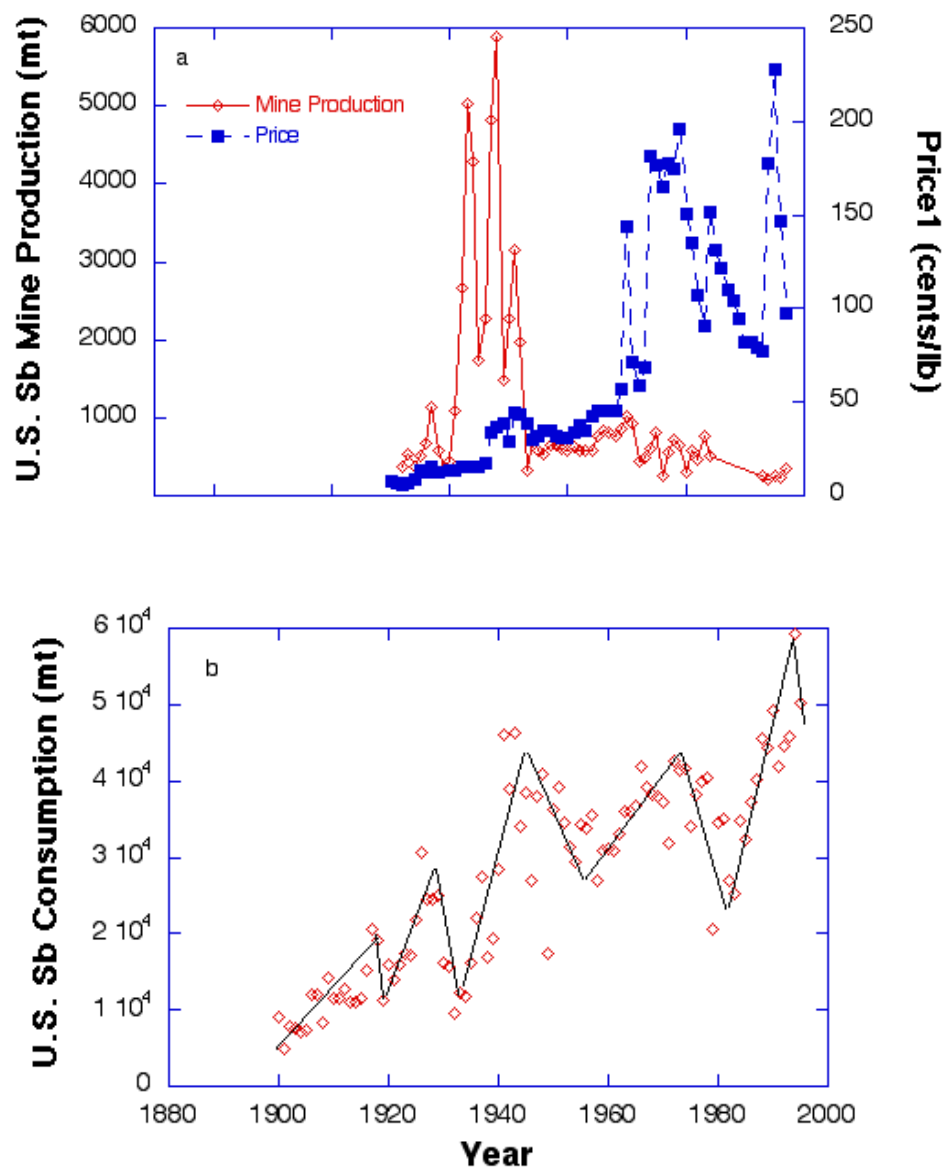 a
Mine Production
Price
U.S. Sb Mine Production (mt)
6000
5000
4000
3000
2000
1000
250
200
150
100
50
0
Price1 (cents/lb)
b
U.S. Sb Consumption (mt)
6 10⁴
5 10⁴
4 10⁴
3 10⁴
2 10⁴
1 10⁴
0
1880 1900 1920 1940 1960 1980 2000
Year